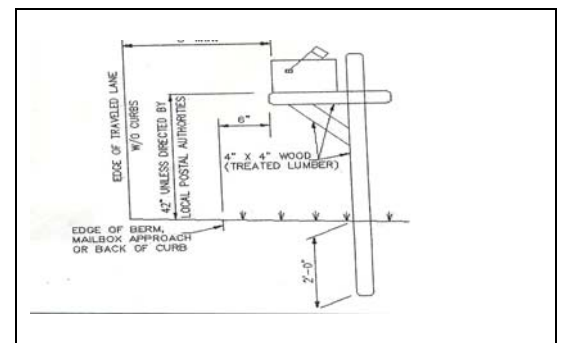 EDGE OF TRAVELED LANE
W/O CURBS
42" UNLESS DIRECTED BY
LOCAL POSTAL AUTHORITIES
6"
4" X 4" WOOD
(TREATED LUMBER)
EDGE OF BERM,
MAILBOX APPROACH
OR BACK OF CURB
2'-0"